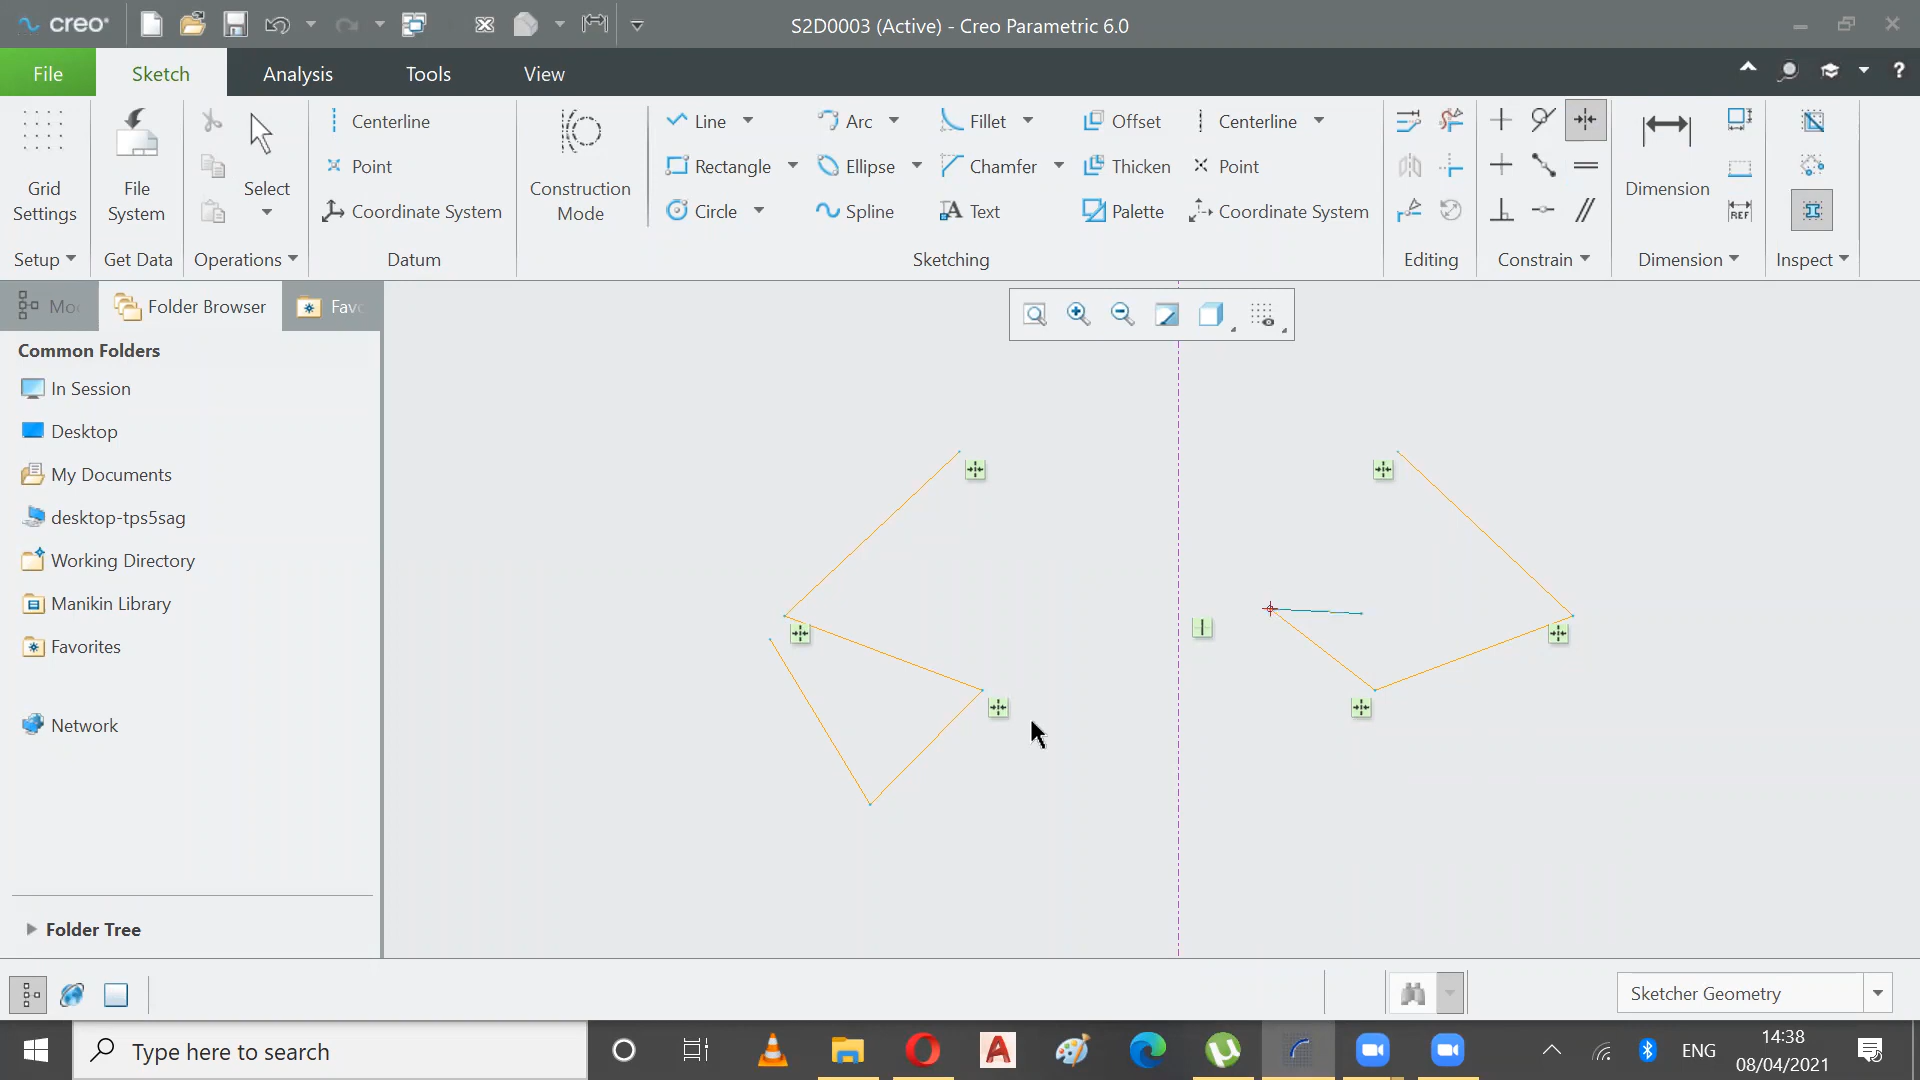 creo
S2D0003 (Active) - Creo Parametric 6.0
File Sketch Analysis Tools View
Grid Settings
File System
Select
Centerline
Point
Coordinate System
Construction Mode
Line Arc Fillet Offset Centerline
Rectangle Ellipse Chamfer Thicken Point
Circle Spline Text Palette Coordinate System
Dimension
REF
Setup Get Data Operations Datum Sketching Editing Constrain Dimension Inspect
Mo Folder Browser Fav
Common Folders
In Session
Desktop
My Documents
desktop-tps5sag
Working Directory
Manikin Library
Favorites
Network
Folder Tree
Sketcher Geometry
Type here to search
ENG
14:38
08/04/2021